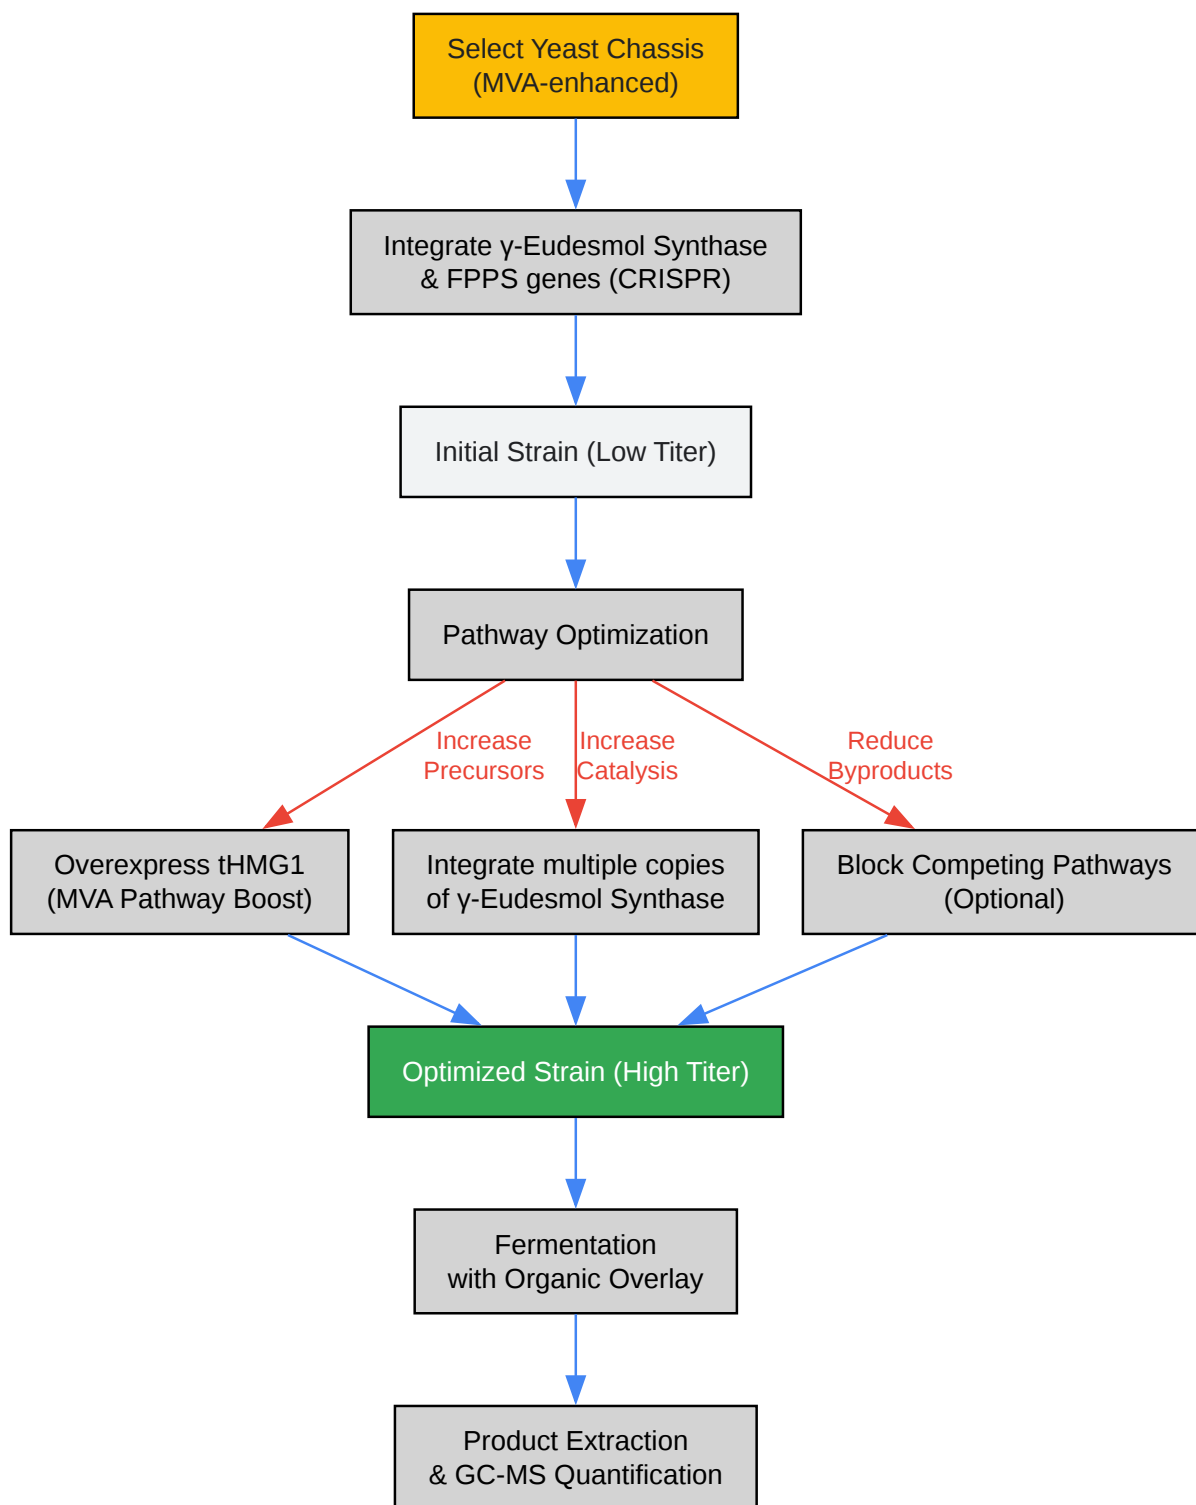 Select Yeast Chassis
(MVA-enhanced)
Integrate γ-Eudesmol Synthase
& FPPS genes (CRISPR)
Initial Strain (Low Titer)
Pathway Optimization
Increase
Precursors
Increase
Catalysis
Reduce
Byproducts
Overexpress tHMG1
(MVA Pathway Boost)
Integrate multiple copies
of γ-Eudesmol Synthase
Block Competing Pathways
(Optional)
Optimized Strain (High Titer)
Fermentation
with Organic Overlay
Product Extraction
& GC-MS Quantification